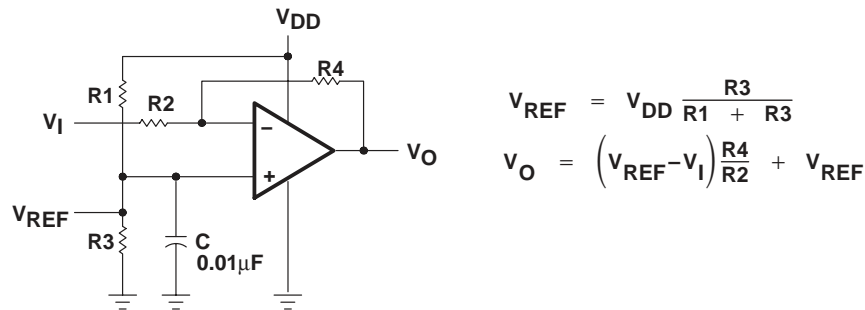 VDD
R4
R1
R2
VI
−
VO
+
VREF
R3
C
0.01μF
VREF = VDD R3 / R1 + R3
VO = (VREF−VI) R4 / R2 + VREF